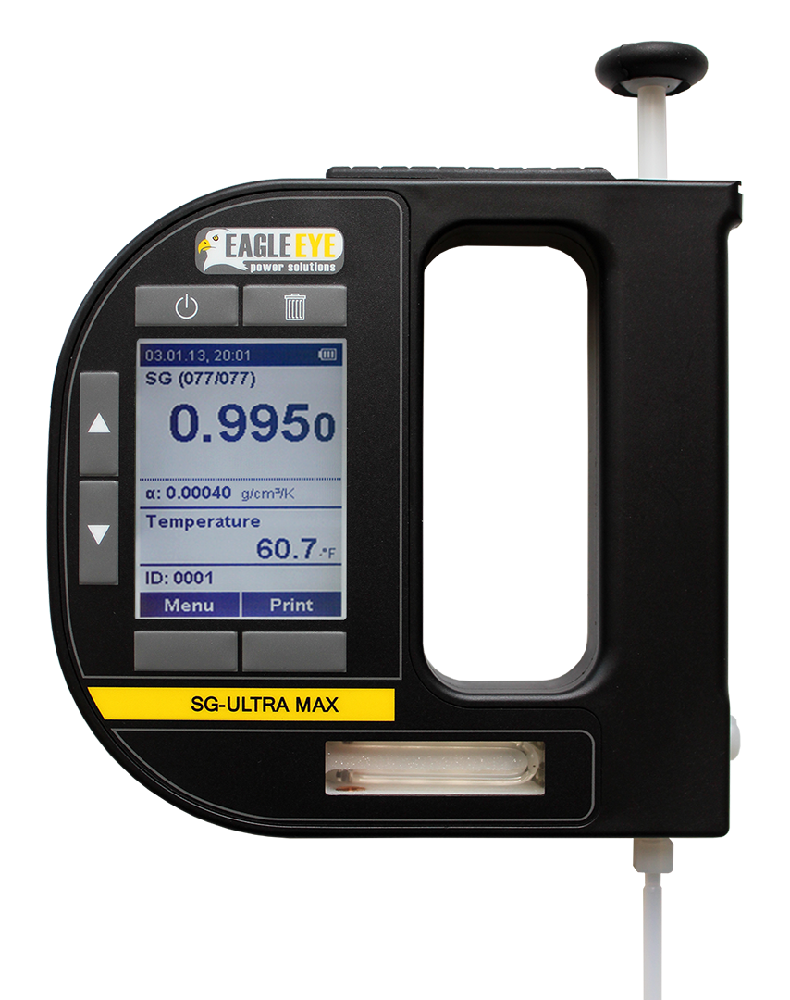 EAGLE EYE
power solutions
03.01.13, 20:01
SG (077/077)
0.9950
α: 0.00040 g/cm³/K
Temperature
60.7 °F
ID: 0001
Menu Print
SG-ULTRA MAX